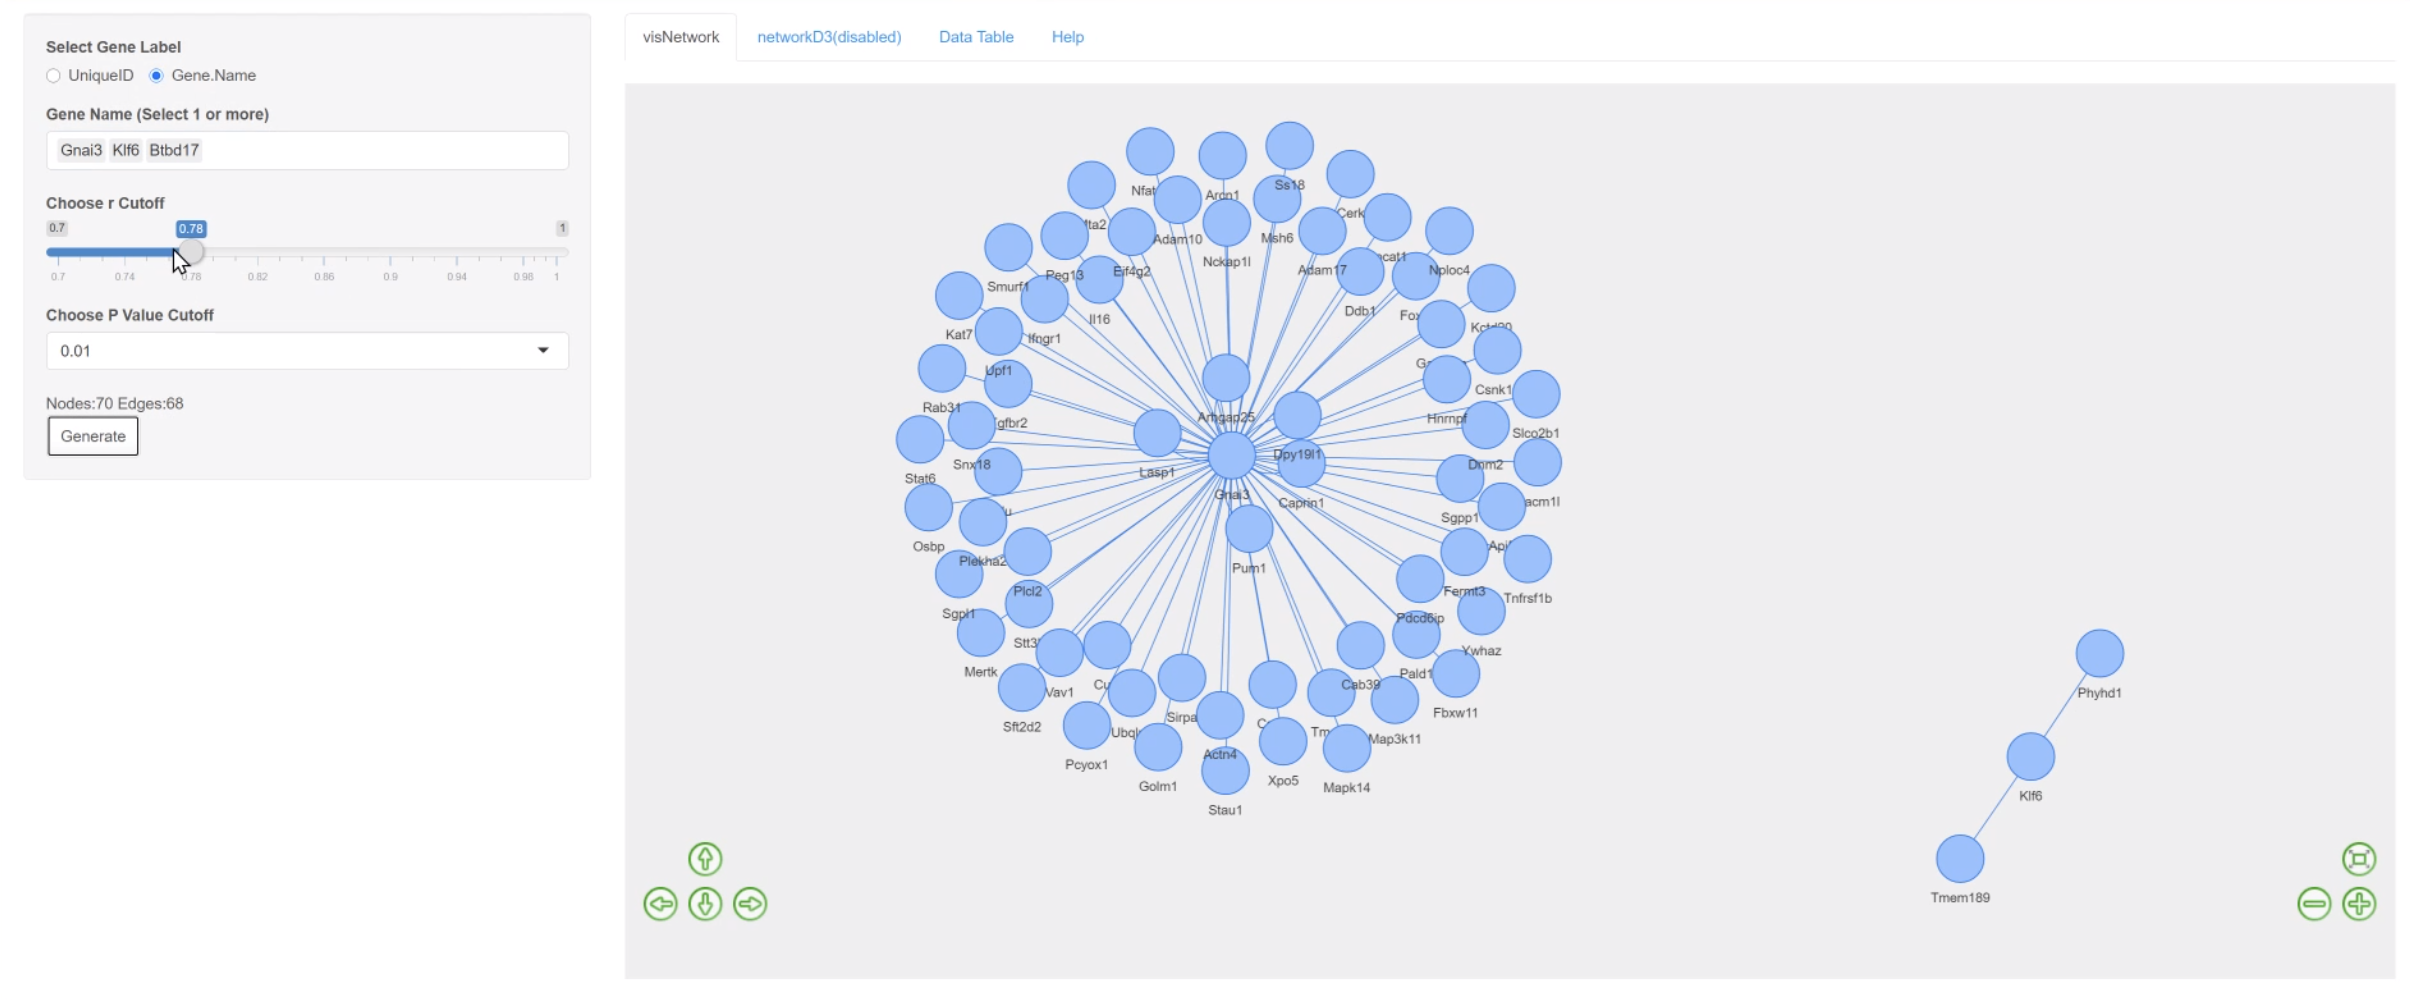 Select Gene Label
UniqueID Gene.Name
Gene Name (Select 1 or more)
Gnai3 Klf6 Btbd17
Choose r Cutoff
0.7 0.78 1
0.7 0.74 0.78 0.82 0.86 0.9 0.94 0.98 1
Choose P Value Cutoff
0.01
Nodes:70 Edges:68
Generate
visNetwork networkD3(disabled) Data Table Help
Ss18
Arcn1
Cerk
Adam10
Msh6
Nckap1l
Adam17
Nploc4
Eif4g2
Peg13
Smurf1
Ddb1
Il16
Kat7
Ifngr1
Upf1
Csnk1
Rab31
Arhgap25
Hnrnpf
Slco2b1
Dpy19l1
Snx18
Lasp1
Dnm2
Stat6
Gnai3
Caprin1
Sgpp1
Osbp
Plekha2
Pum1
Plcl2
Fermt3
Tnfrsf1b
Sgpl1
Pdcd6ip
Ywhaz
Mertk
Pald1
Cab39
Vav1
Fbxw11
Sirpa
Sft2d2
Map3k11
Actn4
Pcyox1
Xpo5
Golm1
Mapk14
Stau1
Phyhd1
Klf6
Tmem189